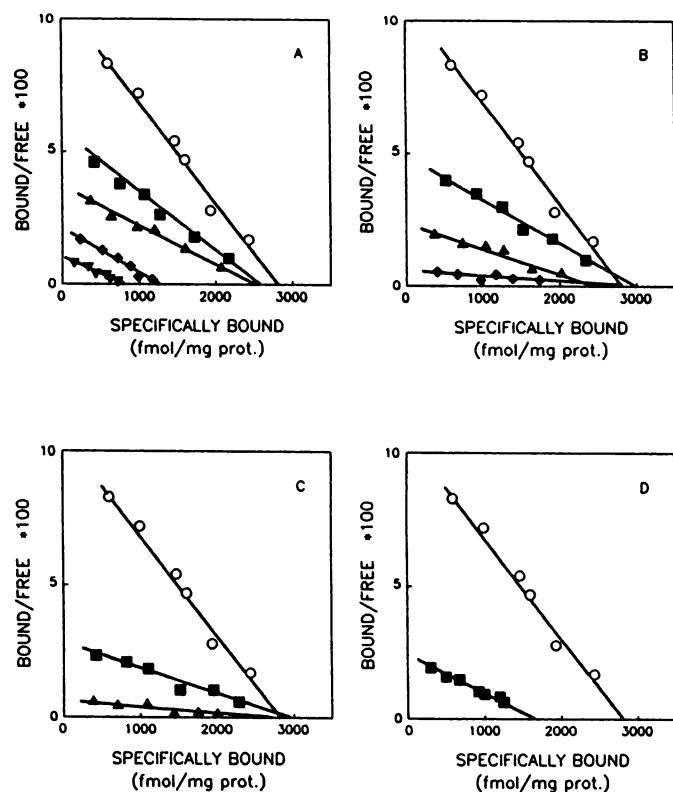 10
A
BOUND/FREE *100
5
0
0 1000 2000 3000
SPECIFICALLY BOUND
(fmol/mg prot.)
10
B
BOUND/FREE *100
5
0
0 1000 2000 3000
SPECIFICALLY BOUND
(fmol/mg prot.)
10
C
BOUND/FREE *100
5
0
0 1000 2000 3000
SPECIFICALLY BOUND
(fmol/mg prot.)
10
D
BOUND/FREE *100
5
0
0 1000 2000 3000
SPECIFICALLY BOUND
(fmol/mg prot.)